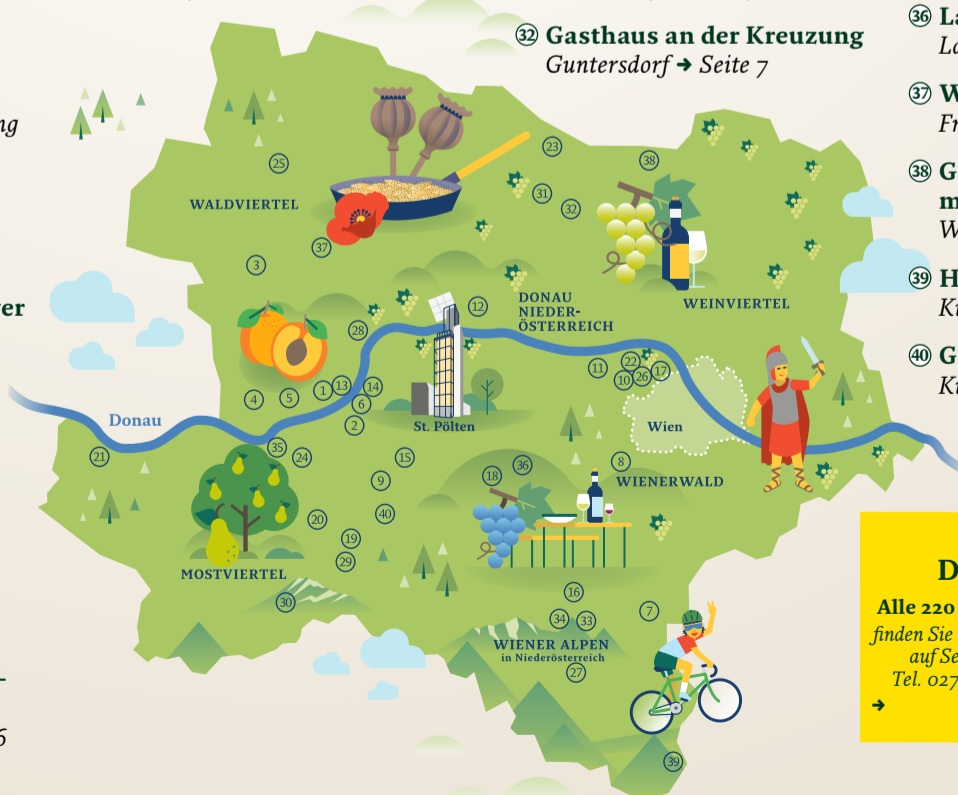 32 Gasthaus an der Kreuzung
Guntersdorf → Seite 7
36
37
38
39
40
23
38
25
31
32
WALDVIERTEL
37
3
12
DONAU
NIEDER-
ÖSTERREICH
WEINVIERTEL
28
11
22
10
26
17
1
13
14
4
5
6
2
Donau
St. Pölten
Wien
35
21
24
15
8
36
18
9
WIENERWALD
40
20
19
29
MOSTVIERTEL
30
16
7
34
33
WIENER ALPEN
in Niederösterreich
27
39
Alle 220
finden Sie
auf Se
Tel. 027
→